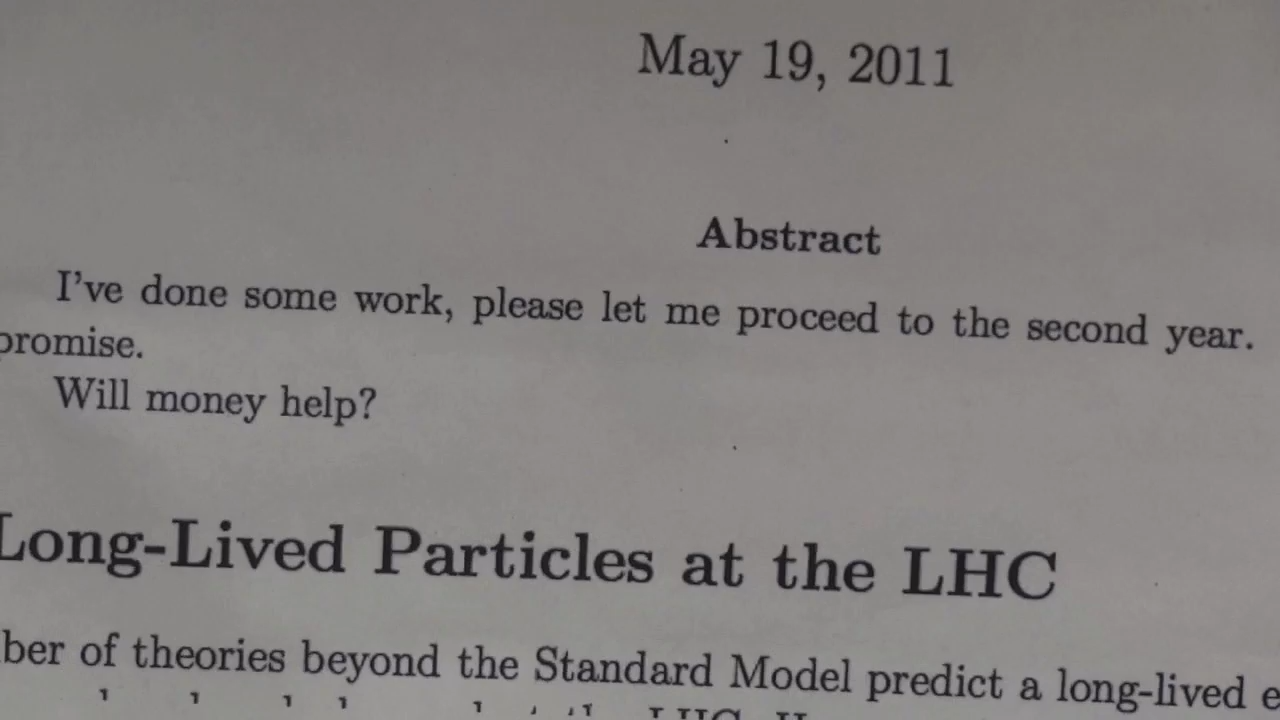 May 19, 2011
Abstract
I've done some work, please let me proceed to the second year.
promise.
Will money help?
Long-Lived Particles at the LHC
ber of theories beyond the Standard Model predict a long-lived e